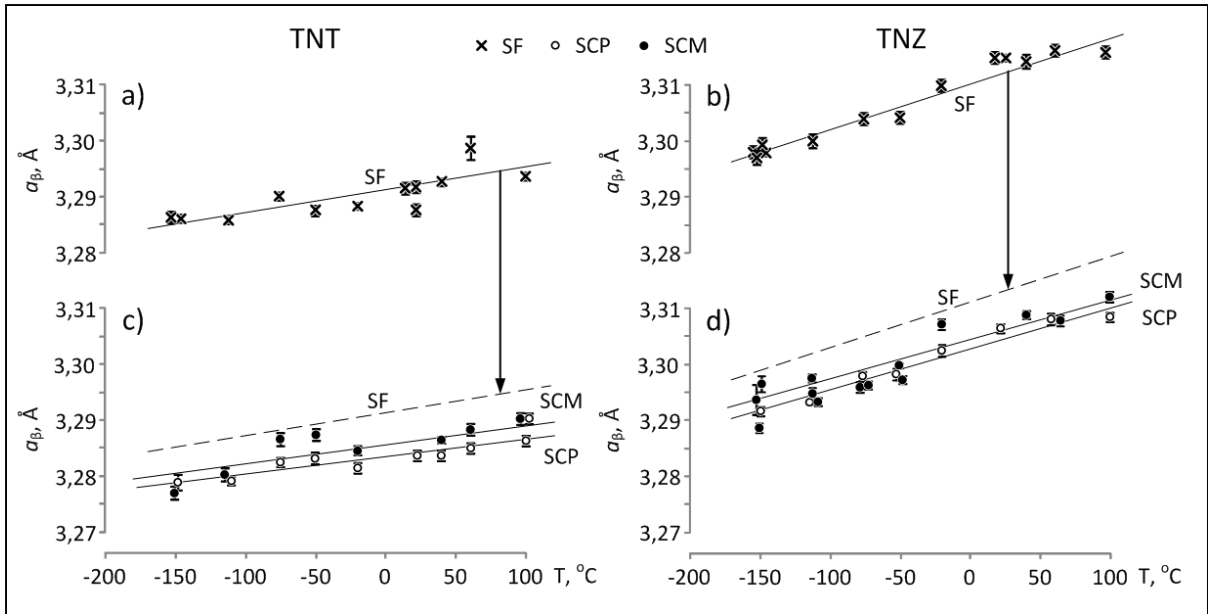 TNT
× SF ○ SCP ● SCM
TNZ
a)
3,31
3,30
3,29
3,28
aβ, Å
SF
b)
3,31
3,30
3,29
3,28
aβ, Å
SF
c)
3,31
3,30
3,29
3,28
3,27
aβ, Å
SF
SCM
SCP
-200 -150 -100 -50 0 50 100 T, °C
d)
3,31
3,30
3,29
3,28
3,27
aβ, Å
SF
SCM
SCP
-200 -150 -100 -50 0 50 100 T, °C